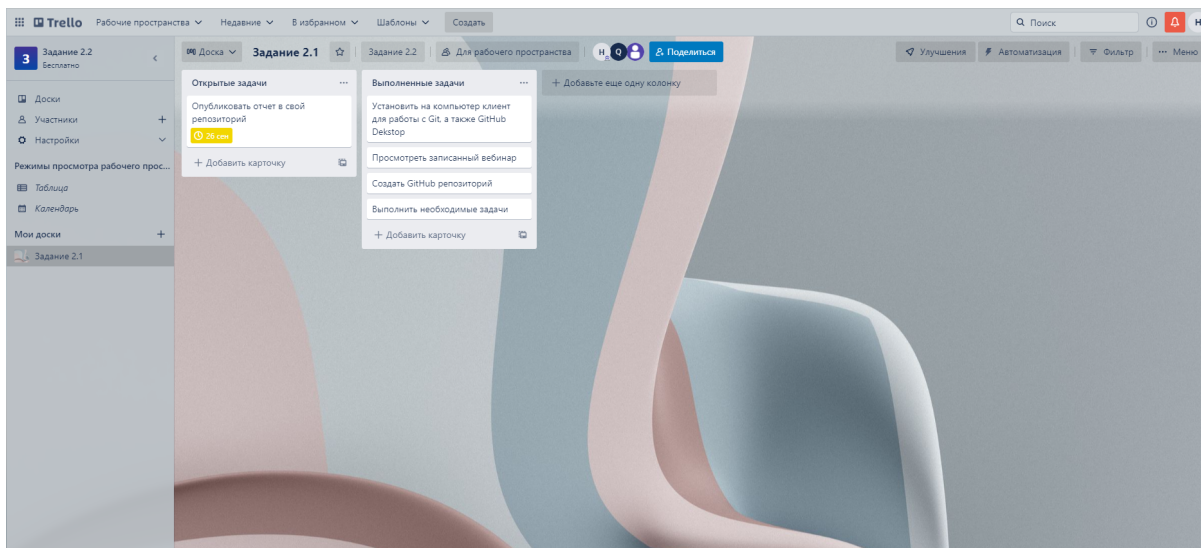 Trello Рабочие пространства Недавние В избранном Шаблоны Создать Поиск
3 Задание 2.2
Бесплатно
Доски
Участники
Настройки
Режимы просмотра рабочего прос...
Таблица
Календарь
Мои доски
Задание 2.1
Доска Задание 2.1 Задание 2.2 Для рабочего пространства H Q Поделиться Улучшения Автоматизация Фильтр Меню
Открытые задачи
Опубликовать отчет в свой
репозиторий
26 сен
Добавить карточку
Выполненные задачи
Установить на компьютер клиент
для работы с Git, а также GitHub
Dekstop
Просмотреть записанный вебинар
Создать GitHub репозиторий
Выполнить необходимые задачи
Добавить карточку
Добавьте еще одну колонку